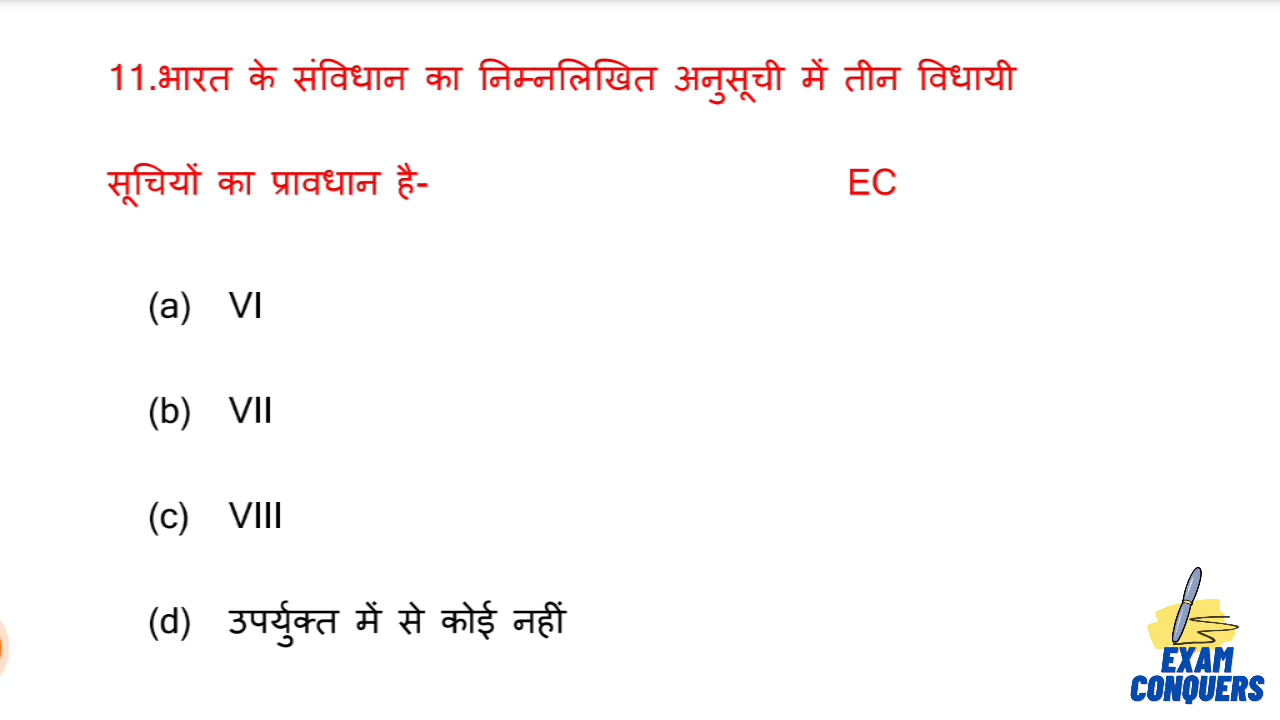 11.भारत के संविधान का निम्नलिखित अनुसूची में तीन विधायी
सूचियों का प्रावधान है- EC
(a) VI
(b) VII
(c) VIII
(d) उपर्युक्त में से कोई नहीं
EXAM
CONQUERS